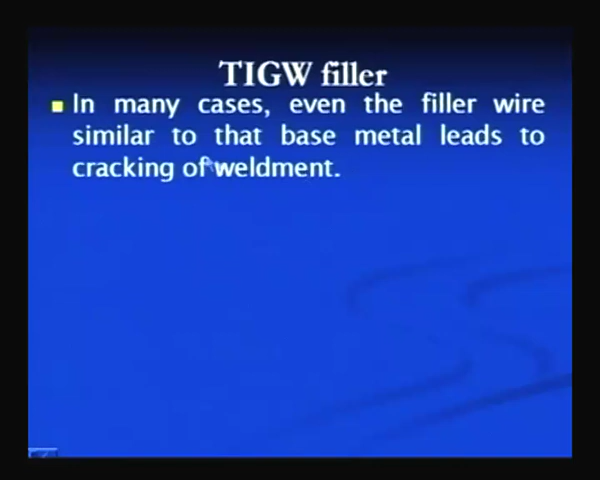 TIGW filler
In many cases, even the filler wire
similar to that base metal leads to
cracking of weldment.